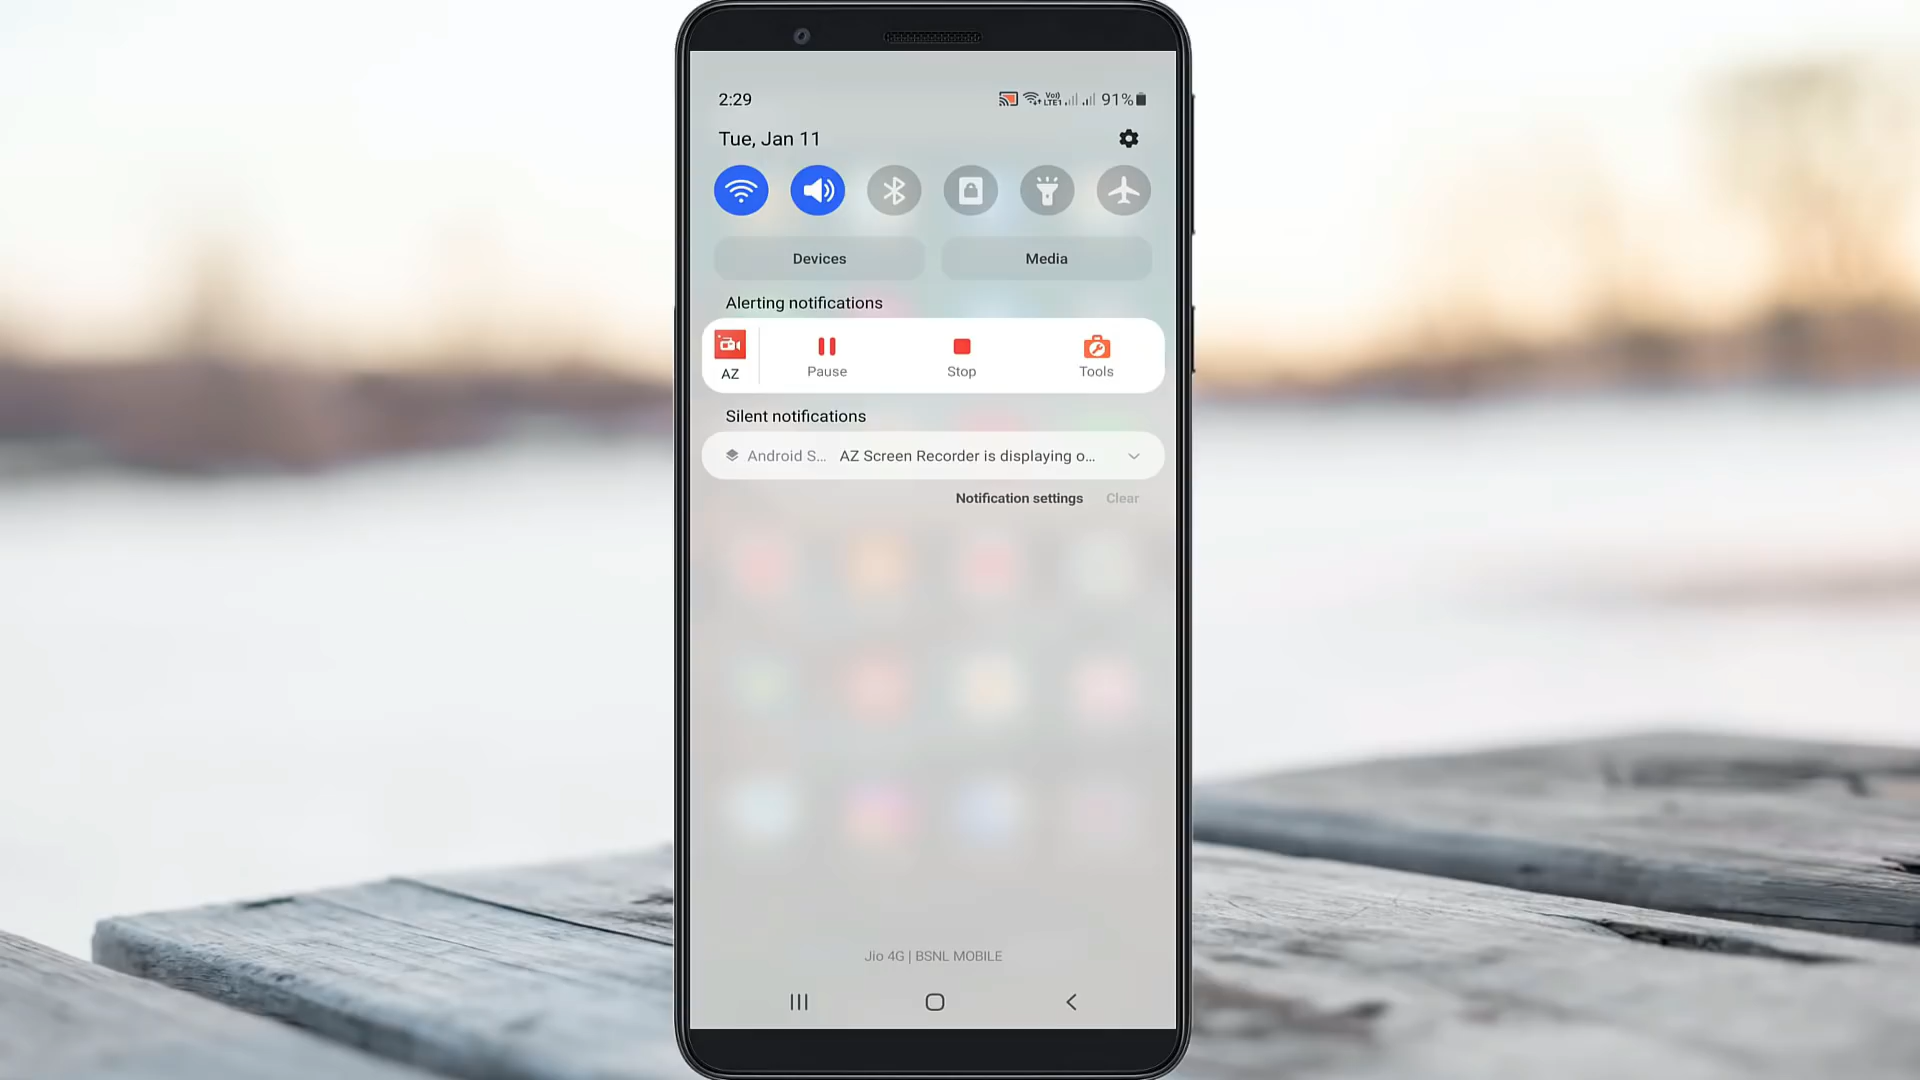 2:29 91%
Tue, Jan 11
Devices Media
Alerting notifications
AZ Pause Stop Tools
Silent notifications
Android S... AZ Screen Recorder is displaying o...
Notification settings Clear
Jio 4G | BSNL MOBILE